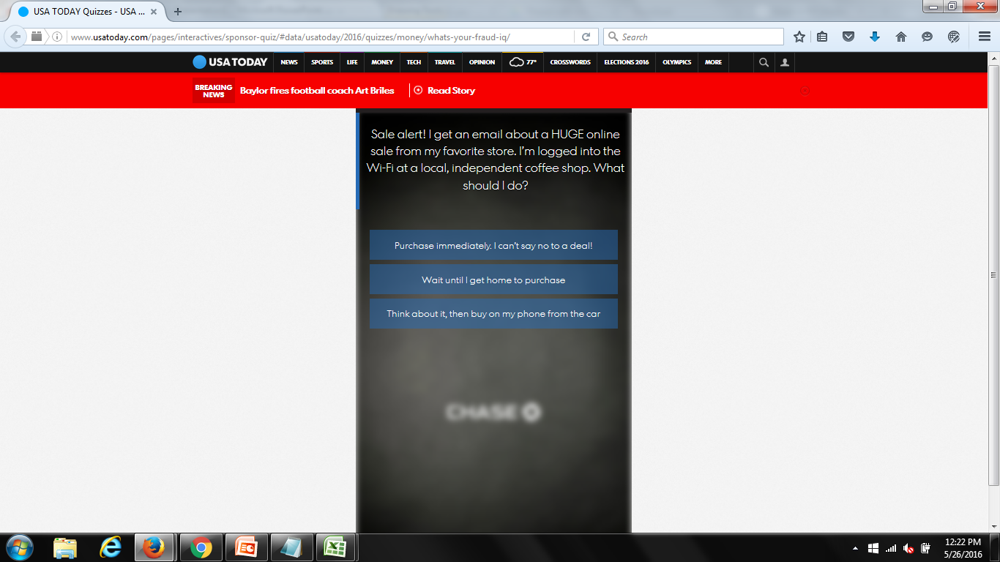 USA TODAY Quizzes - USA ...
www.usatoday.com/pages/interactives/sponsor-quiz/#data/usatoday/2016/quizzes/money/whats-your-fraud-iq/
Search
USA TODAY NEWS SPORTS LIFE MONEY TECH TRAVEL OPINION 77° CROSSWORDS ELECTIONS 2016 OLYMPICS MORE
BREAKING
NEWS
Baylor fires football coach Art Briles Read Story
Sale alert! I get an email about a HUGE online
sale from my favorite store. I’m logged into the
Wi-Fi at a local, independent coffee shop. What
should I do?
Purchase immediately. I can’t say no to a deal!
Wait until I get home to purchase
Think about it, then buy on my phone from the car
CHASE
12:22 PM
5/26/2016